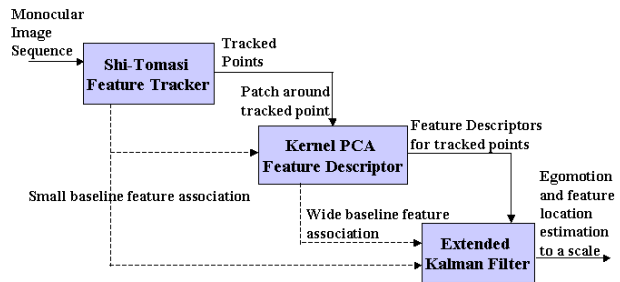 Monocular
Image
Sequence
Shi-Tomasi
Feature Tracker
Tracked
Points
Patch around
tracked point
Kernel PCA
Feature Descriptor
Feature Descriptors
for tracked points
Small baseline feature association
Wide baseline feature
association
Extended
Kalman Filter
Egomotion
and feature
location
estimation
to a scale